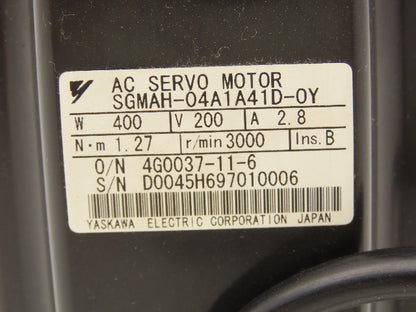 AC SERVO MOTOR
SGMAH-04A1A41D-0Y
W 400 V 200 A 2.8
N·m 1.27 r/min 3000 Ins.B
O/N 4G0037-11-6
S/N D0045H697010006
YASKAWA ELECTRIC CORPORATION JAPAN